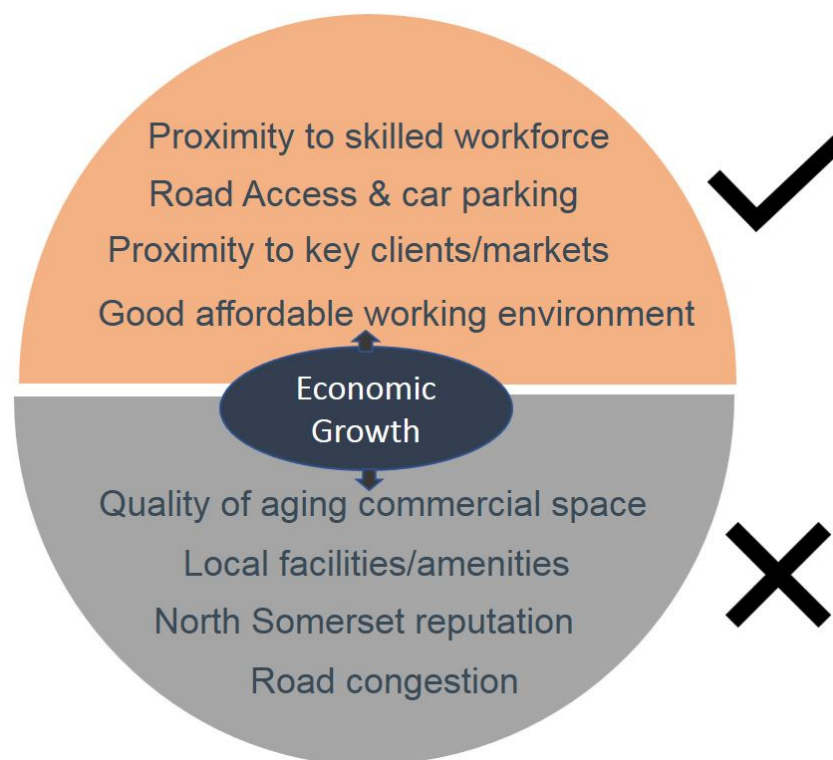 Proximity to skilled workforce
Road Access & car parking
Proximity to key clients/markets
Good affordable working environment
Economic
Growth
Quality of aging commercial space
Local facilities/amenities
North Somerset reputation
Road congestion